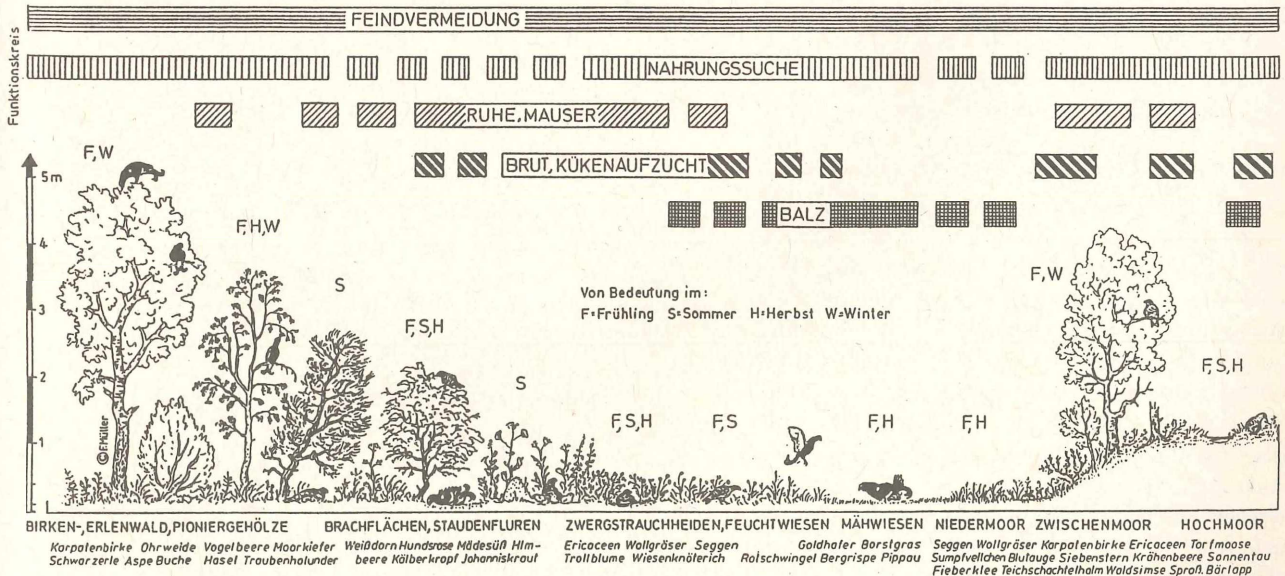 FEINDVERMEIDUNG
Funktionskreis
NAHRUNGSSUCHE
RUHE, MAUSER
BRUT, KÜKENAUFZUCHT
BALZ
5m
4
3
2
1
F,W
F,H,W
S
F,S,H
S
F,S,H
F,S
F,H
F,H
F,W
F,S,H
Von Bedeutung im:
F=Frühling S=Sommer H=Herbst W=Winter
©F.Müller
BIRKEN-, ERLENWALD, PIONIERGEHÖLZE BRACHFLÄCHEN, STAUDENFLUREN ZWERGSTRAUCHHEIDEN, FEUCHTWIESEN MÄHWIESEN NIEDERMOOR ZWISCHENMOOR HOCHMOOR
Karpatenbirke Ohrweide Vogelbeere Moorkiefer Weißdorn Hundsrose Mädesüß Him- Ericaceen Wollgräser Seggen Goldhafer Borstgras Seggen Wollgräser Karpatenbirke Ericaceen Torfmoose
Schwarzerle Aspe Buche Hasel Traubenholunder beere Kälberkropf Johanniskraut Trollblume Wiesenknöterich Rotschwingel Bergrispe Pippau Sumpfveilchen Blutauge Siebenstern Krähenbeere Sonnentau
Fieberklee Teichschachtelhalm Waldsimse Sproß. Bärlapp